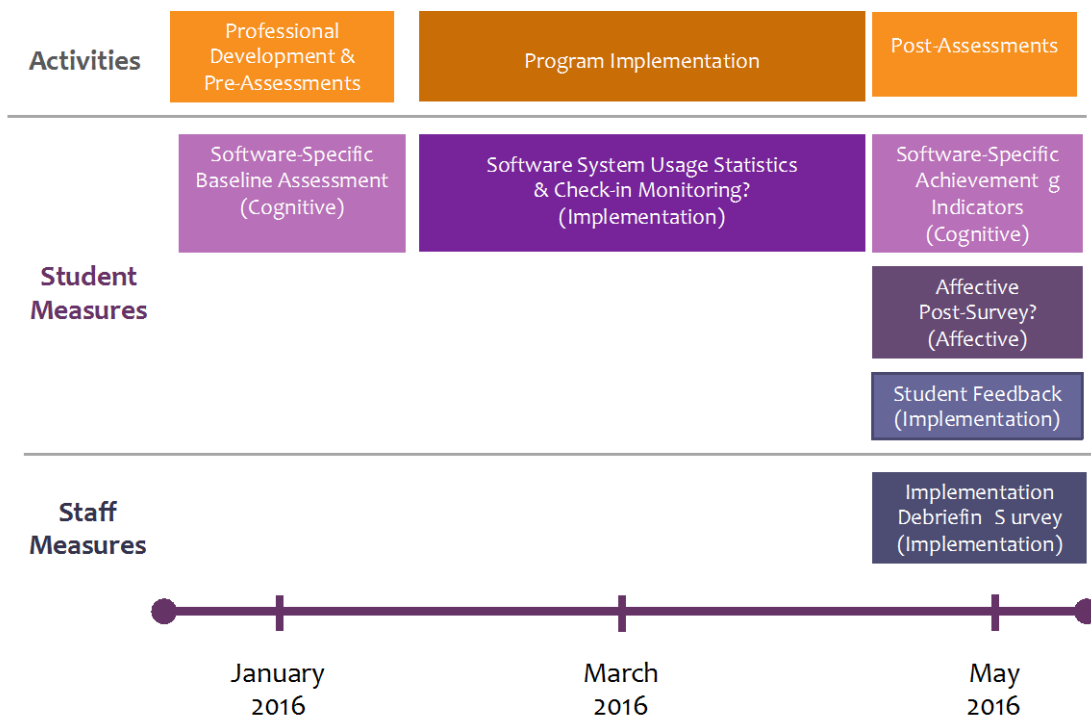 Activities
Professional
Development &
Pre-Assessments
Program Implementation
Post-Assessments
Student
Measures
Software-Specific
Baseline Assessment
(Cognitive)
Software System Usage Statistics
& Check-in Monitoring?
(Implementation)
Software-Specific
Achievement g
Indicators
(Cognitive)
Affective
Post-Survey?
(Affective)
Student Feedback
(Implementation)
Staff
Measures
Implementation
Debriefin S urvey
(Implementation)
January
2016
March
2016
May
2016